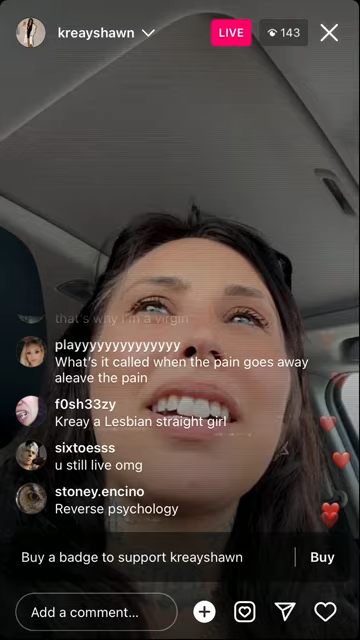 kreayshawn
LIVE
143
that's why i'm a virgin
playyyyyyyyyyyyyyy
What's it called when the pain goes away
aleave the pain
f0sh33zy
Kreay a Lesbian straight girl
sixtoesss
u still live omg
stoney.encino
Reverse psychology
Buy a badge to support kreayshawn
Buy
Add a comment...